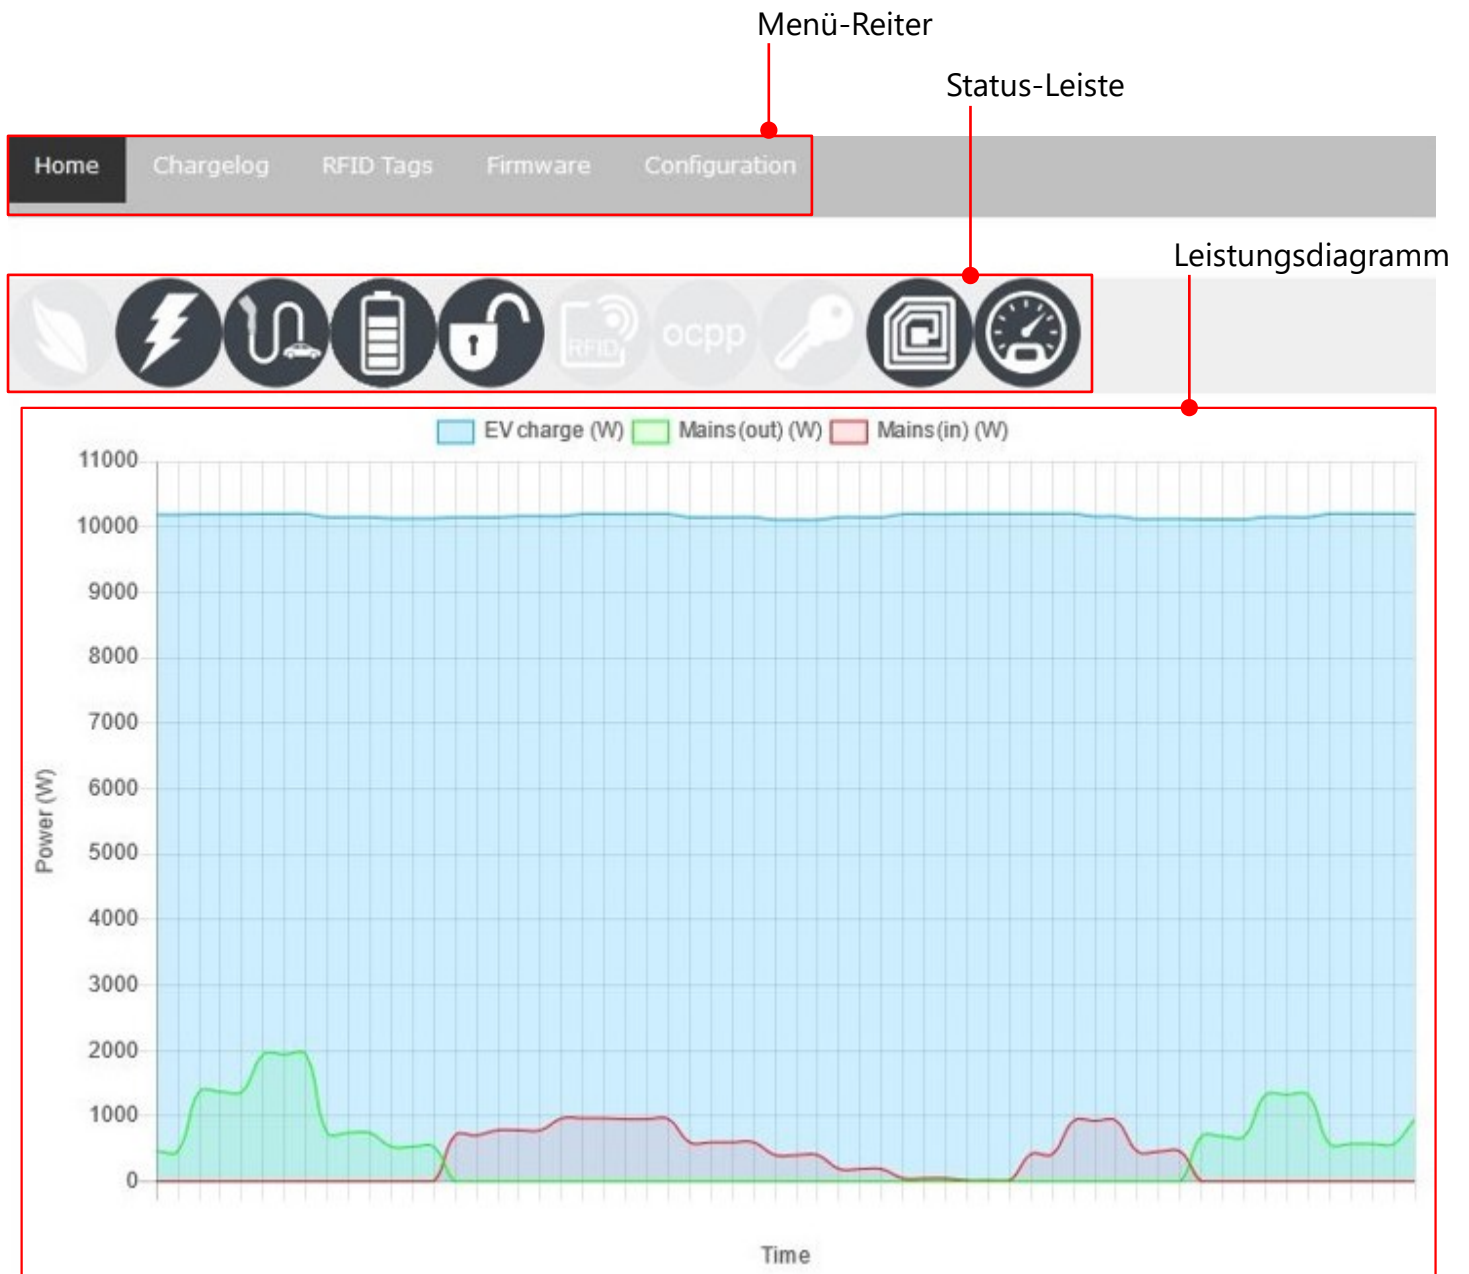 Menü-Reiter
Status-Leiste
Home Chargelog RFID Tags Firmware Configuration
Leistungsdiagramm
RFID ocpp
EV charge (W) Mains(out) (W) Mains(in) (W)
11000
10000
9000
8000
7000
6000
5000
4000
3000
2000
1000
0
Power (W)
Time